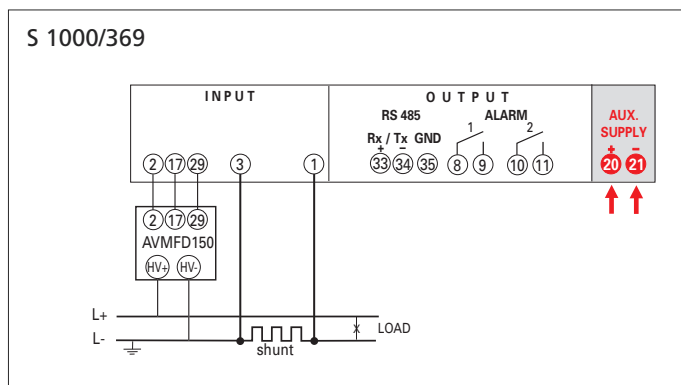 S 1000/369
INPUT
OUTPUT
RS 485
ALARM
AUX.
SUPPLY
1
2
Rx / Tx GND
+
−
+
−
2
17
29
3
1
33
34
35
8
9
10
11
20
21
2
17
29
AVMFD150
HV+
HV-
L+
L-
x
LOAD
shunt